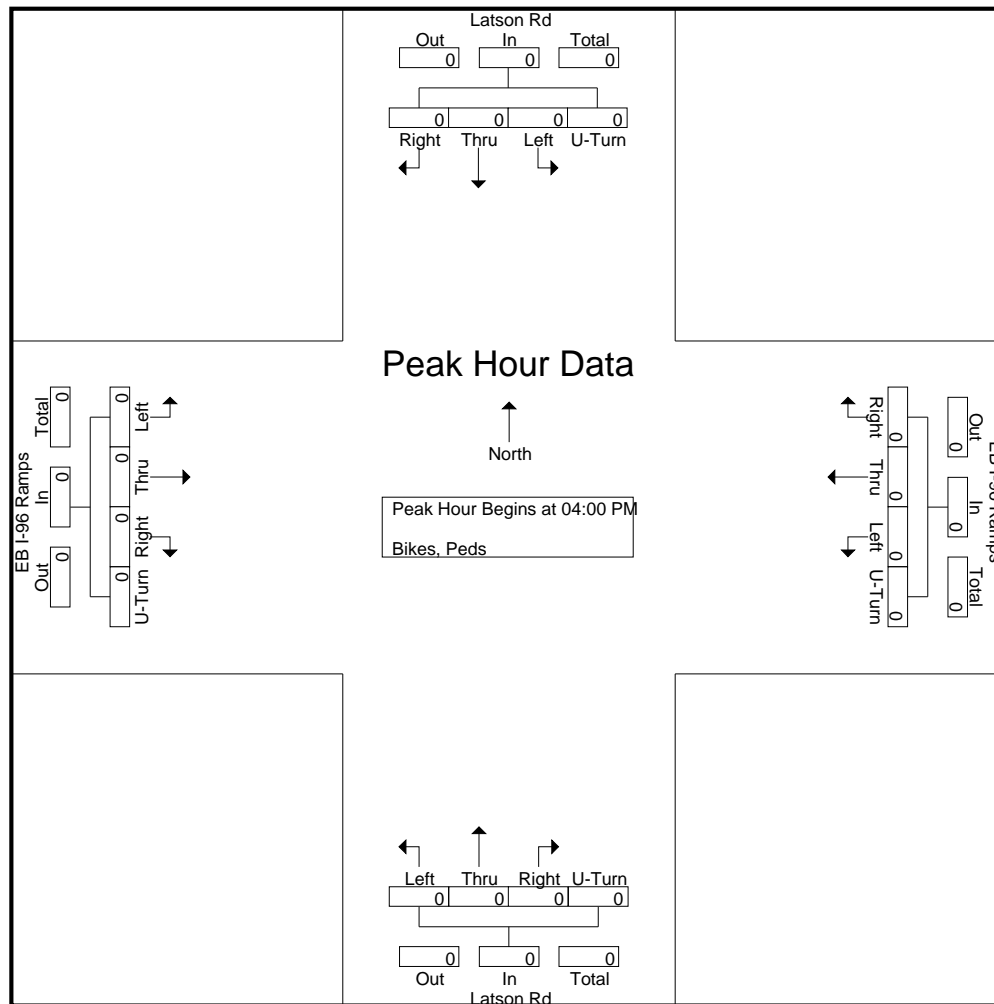 Latson Rd
Out In Total
0 0 0
0 0 0 0
Right Thru Left U-Turn
Peak Hour Data
North
Peak Hour Begins at 04:00 PM
Bikes, Peds
EB I-96 Ramps
Total In Out
0 0 0
0 0 0 0
Left Thru Right U-Turn
Right Thru Left U-Turn
0 0 0 0
0 0 0
Out In Total
EB I-96 Ramps
Left Thru Right U-Turn
0 0 0 0
0 0 0
Out In Total
Latson Rd